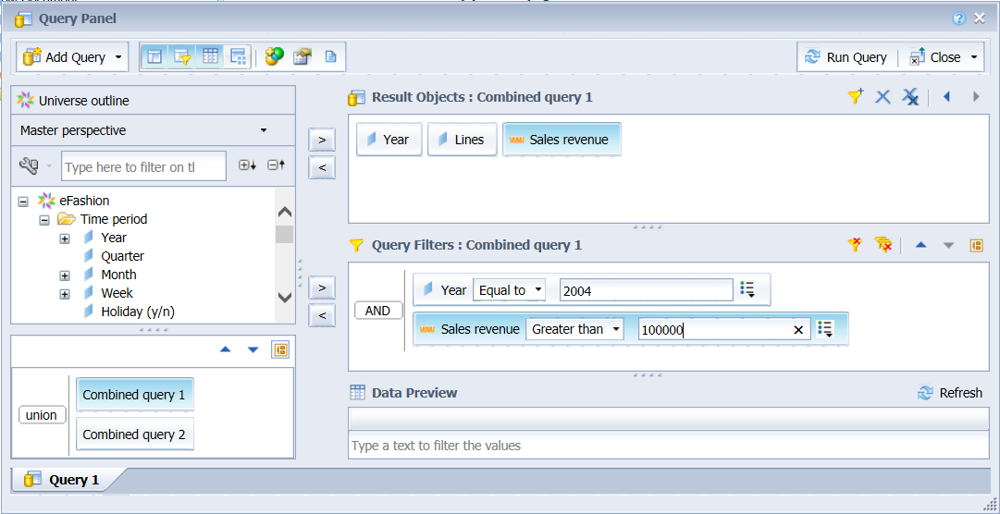 Query Panel
Add Query
Run Query
Close
Universe outline
Master perspective
Type here to filter on tl
eFashion
Time period
Year
Quarter
Month
Week
Holiday (y/n)
union
Combined query 1
Combined query 2
Result Objects : Combined query 1
Year Lines Sales revenue
Query Filters : Combined query 1
AND
Year Equal to 2004
Sales revenue Greater than 100000
Data Preview
Refresh
Type a text to filter the values
Query 1